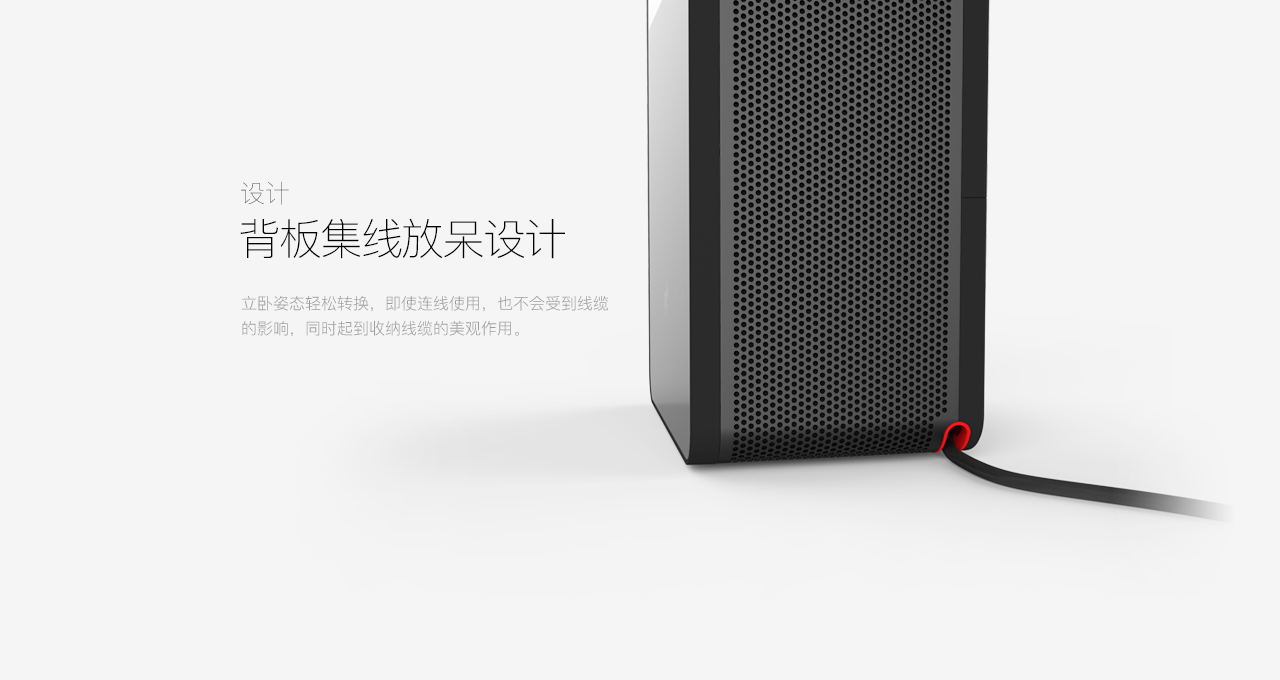 设计
背板集线放呆设计
立卧姿态轻松转换，即使连线使用，也不会受到线缆
的影响，同时起到收纳线缆的美观作用。